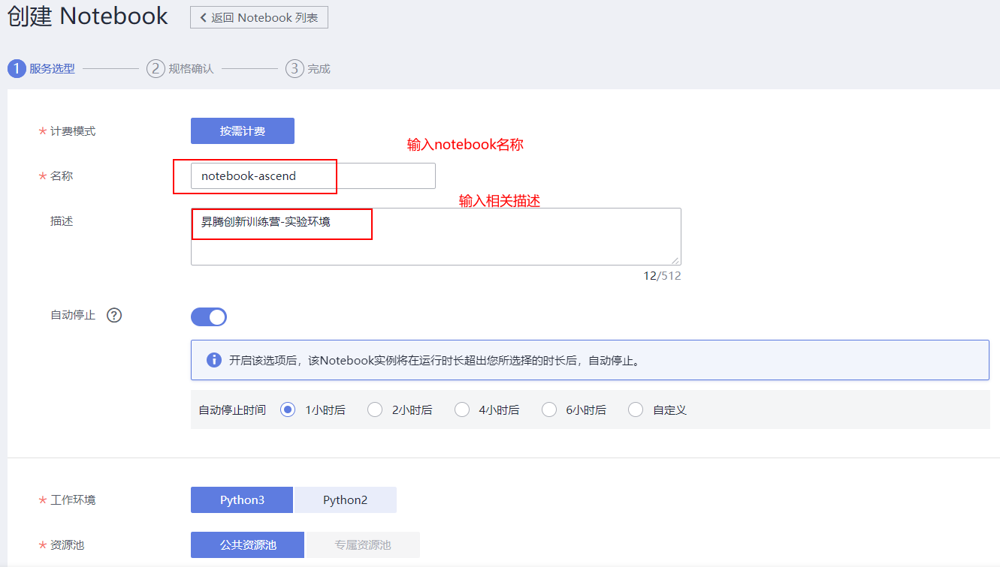 创建 Notebook
返回 Notebook 列表
1 服务选型 2 规格确认 3 完成
* 计费模式 按需计费
输入notebook名称
* 名称 notebook-ascend
输入相关描述
描述 昇腾创新训练营-实验环境
12/512
自动停止 ?
开启该选项后，该Notebook实例将在运行时长超出您所选择的时长后，自动停止。
自动停止时间 1小时后 2小时后 4小时后 6小时后 自定义
* 工作环境 Python3 Python2
* 资源池 公共资源池 专属资源池